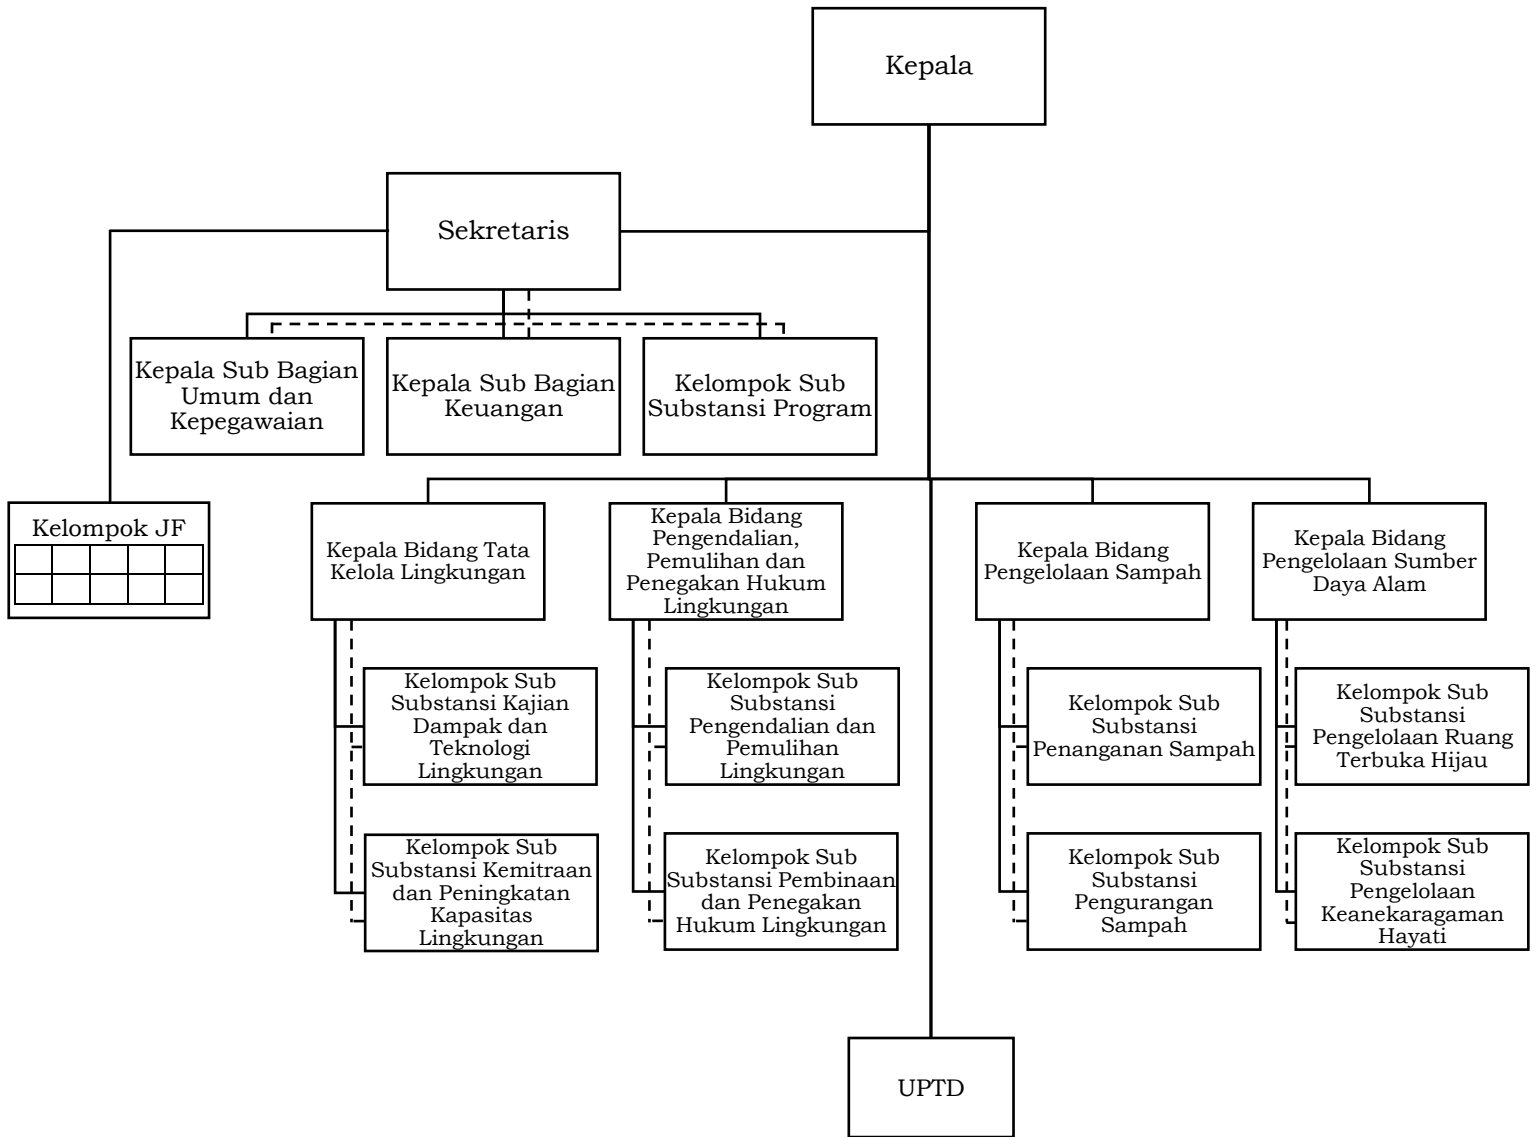 Kepala
Sekretaris
Kepala Sub Bagian
Umum dan
Kepegawaian
Kepala Sub Bagian
Keuangan
Kelompok Sub
Substansi Program
Kelompok JF
Kepala Bidang Tata
Kelola Lingkungan
Kepala Bidang
Pengendalian,
Pemulihan dan
Penegakan Hukum
Lingkungan
Kepala Bidang
Pengelolaan Sampah
Kepala Bidang
Pengelolaan Sumber
Daya Alam
Kelompok Sub
Substansi Kajian
Dampak dan
Teknologi
Lingkungan
Kelompok Sub
Substansi
Pengendalian dan
Pemulihan
Lingkungan
Kelompok Sub
Substansi
Penanganan Sampah
Kelompok Sub
Substansi
Pengelolaan Ruang
Terbuka Hijau
Kelompok Sub
Substansi Kemitraan
dan Peningkatan
Kapasitas
Lingkungan
Kelompok Sub
Substansi Pembinaan
dan Penegakan
Hukum Lingkungan
Kelompok Sub
Substansi
Pengurangan
Sampah
Kelompok Sub
Substansi
Pengelolaan
Keanekaragaman
Hayati
UPTD